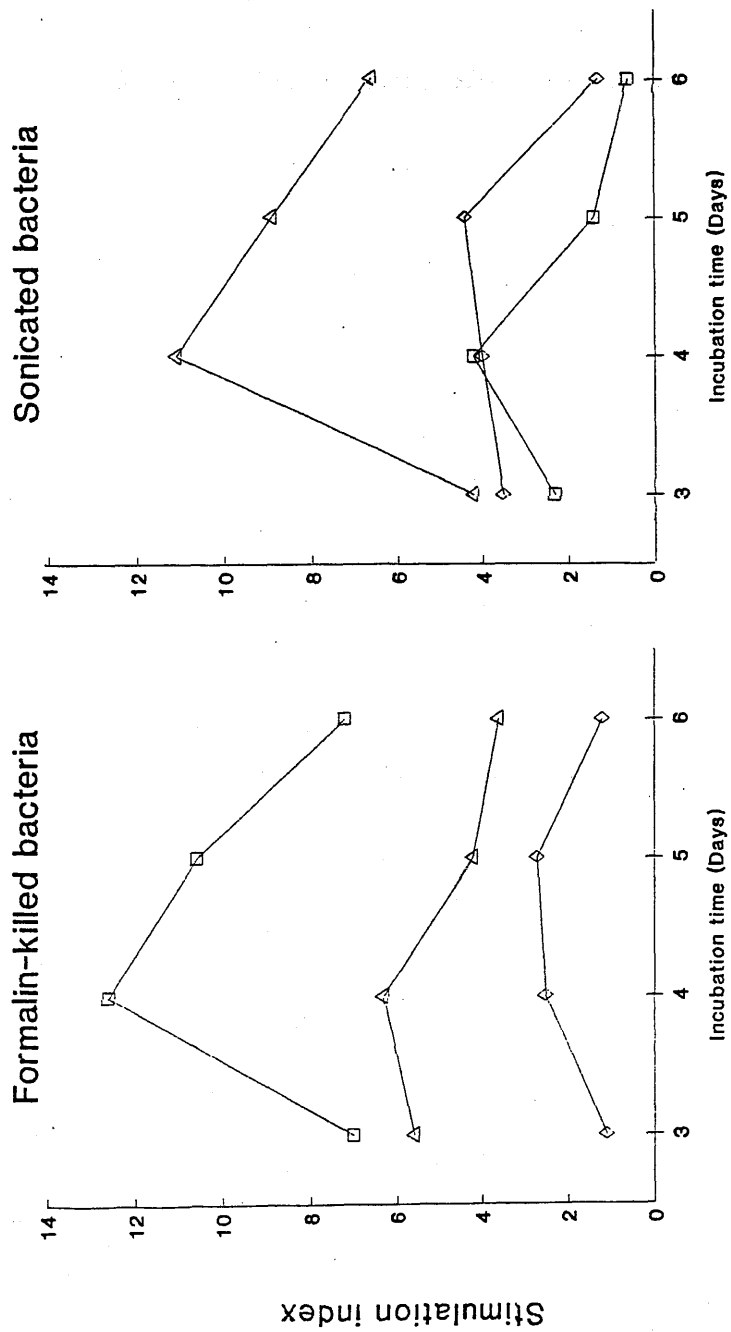 Formalin-killed bacteria
Stimulation index
14
12
10
8
6
4
2
0
3 4 5 6
Incubation time (Days)
Sonicated bacteria
14
12
10
8
6
4
2
0
3 4 5 6
Incubation time (Days)